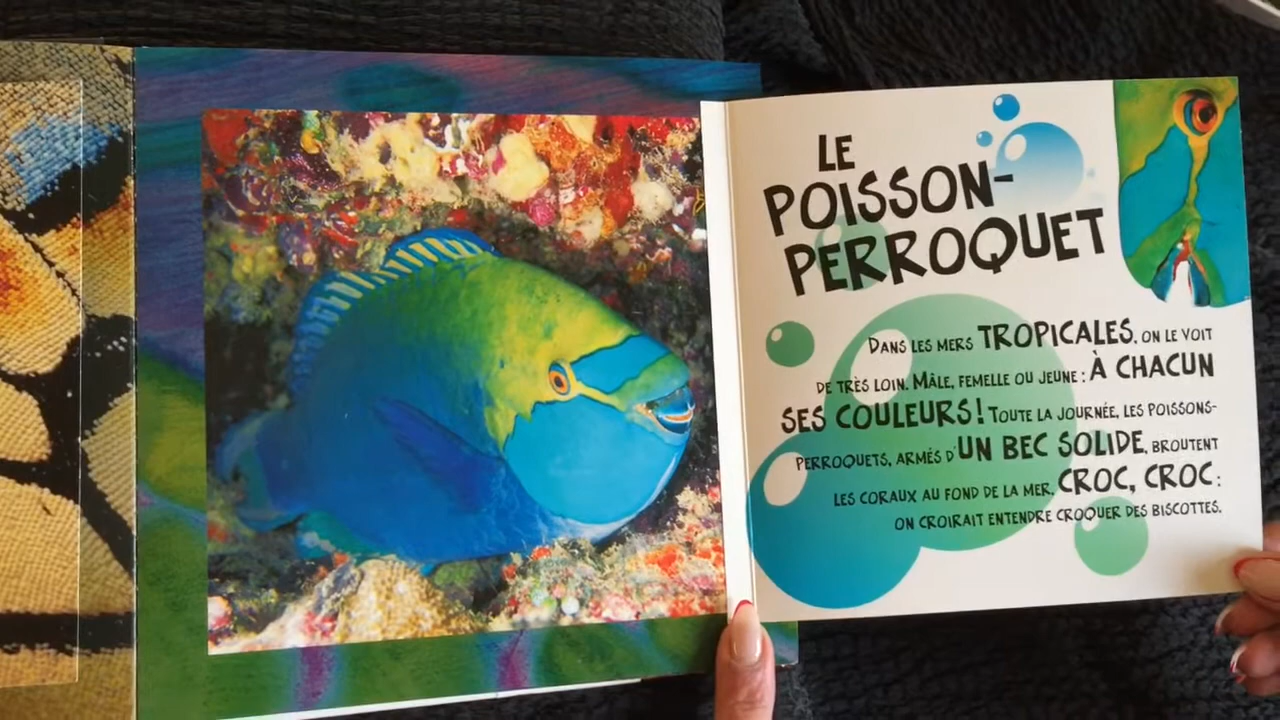 LE
POISSON-
PERROQUET
DANS LES MERS TROPICALES, ON LE VOIT
DE TRÈS LOIN. MÂLE, FEMELLE OU JEUNE : À CHACUN
SES COULEURS ! TOUTE LA JOURNÉE, LES POISSONS-
PERROQUETS, ARMÉS D'UN BEC SOLIDE, BROUTENT
LES CORAUX AU FOND DE LA MER. CROC, CROC :
ON CROIRAIT ENTENDRE CROQUER DES BISCOTTES.